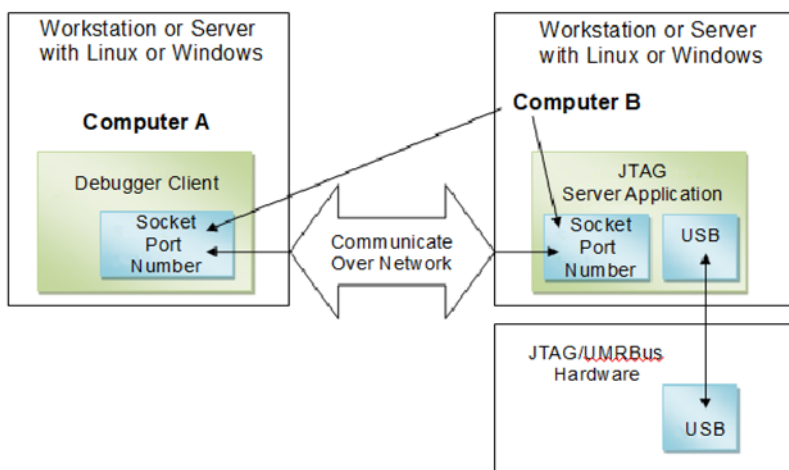 Workstation or Server
with Linux or Windows
Computer A
Debugger Client
Socket
Port
Number
Communicate
Over Network
Workstation or Server
with Linux or Windows
Computer B
JTAG
Server Application
Socket
Port
Number
USB
JTAG/UMRBus
Hardware
USB